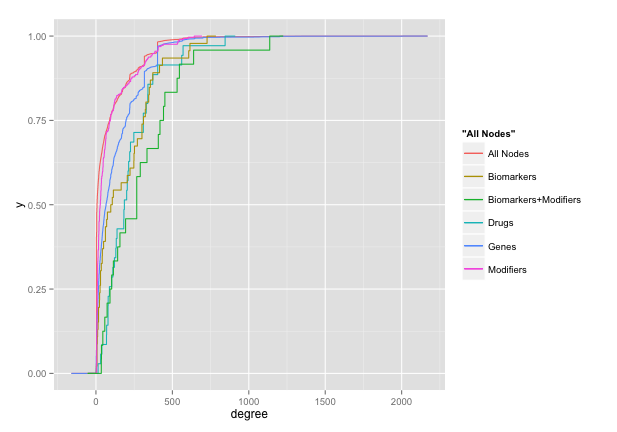 1.00
0.75
0.50
0.25
0.00
y
0
500
1000
1500
2000
degree
"All Nodes"
All Nodes
Biomarkers
Biomarkers+Modifiers
Drugs
Genes
Modifiers